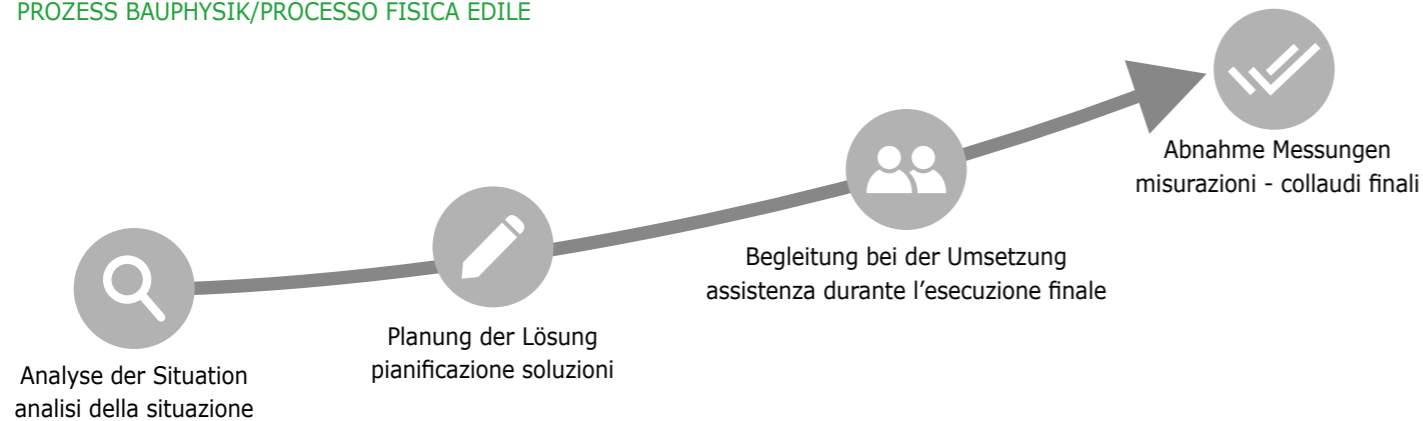 PROZESS BAUPHYSIK/PROCESSO FISICA EDILE
Analyse der Situation
analisi della situazione
Planung der Lösung
pianificazione soluzioni
Begleitung bei der Umsetzung
assistenza durante l’esecuzione finale
Abnahme Messungen
misurazioni - collaudi finali